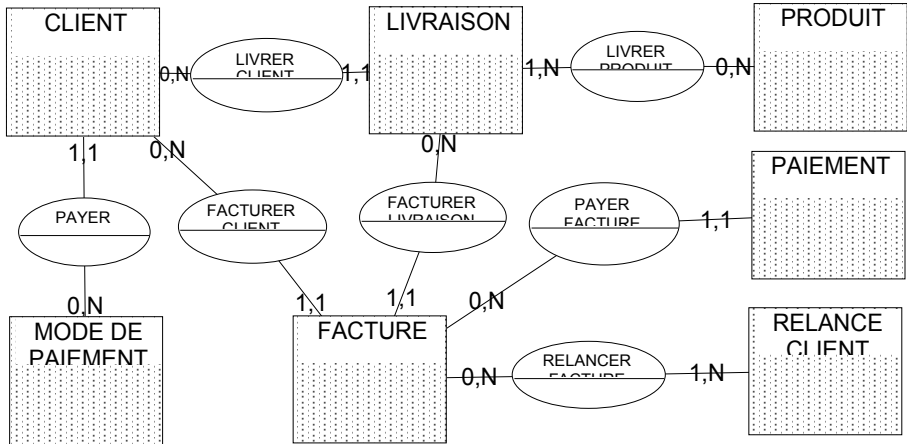 CLIENT
LIVRAISON
PRODUIT
LIVRER
CLIENT
LIVRER
PRODUIT
0,N
1,1
1,N
0,N
1,1
0,N
0,N
PAIEMENT
PAYER
FACTURER
CLIENT
FACTURER
LIVRAISON
PAYER
FACTURE
1,1
0,N
1,1
1,1
0,N
MODE DE
PAIEMENT
FACTURE
RELANCE
CLIENT
RELANCER
FACTURE
0,N
1,N